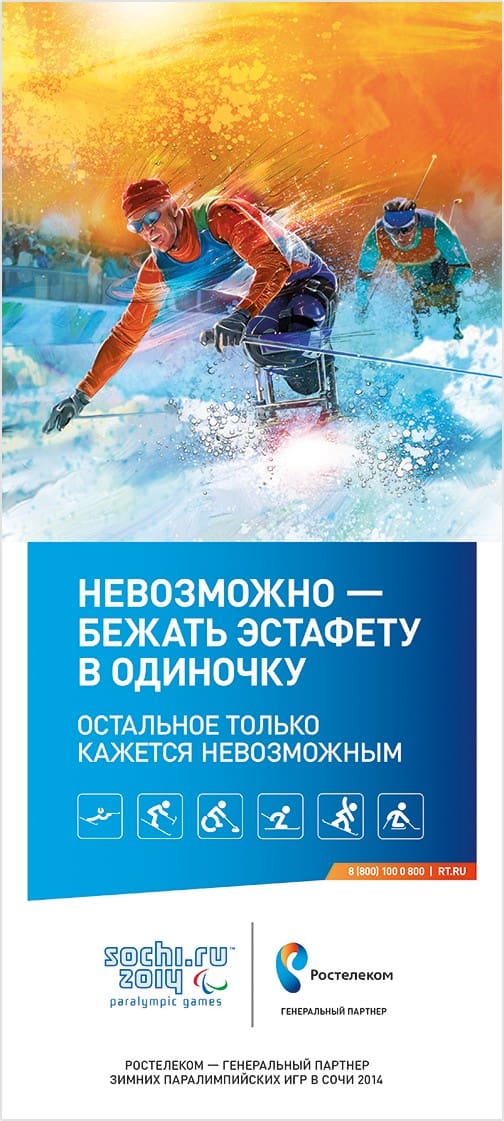 НЕВОЗМОЖНО —
БЕЖАТЬ ЭСТАФЕТУ
В ОДИНОЧКУ
ОСТАЛЬНОЕ ТОЛЬКО
КАЖЕТСЯ НЕВОЗМОЖНЫМ
8 (800) 100 0 800 | RT.RU
sochi.ru™
2014
paralympic games
Ростелеком
ГЕНЕРАЛЬНЫЙ ПАРТНЕР
РОСТЕЛЕКОМ — ГЕНЕРАЛЬНЫЙ ПАРТНЕР
ЗИМНИХ ПАРАЛИМПИЙСКИХ ИГР В СОЧИ 2014